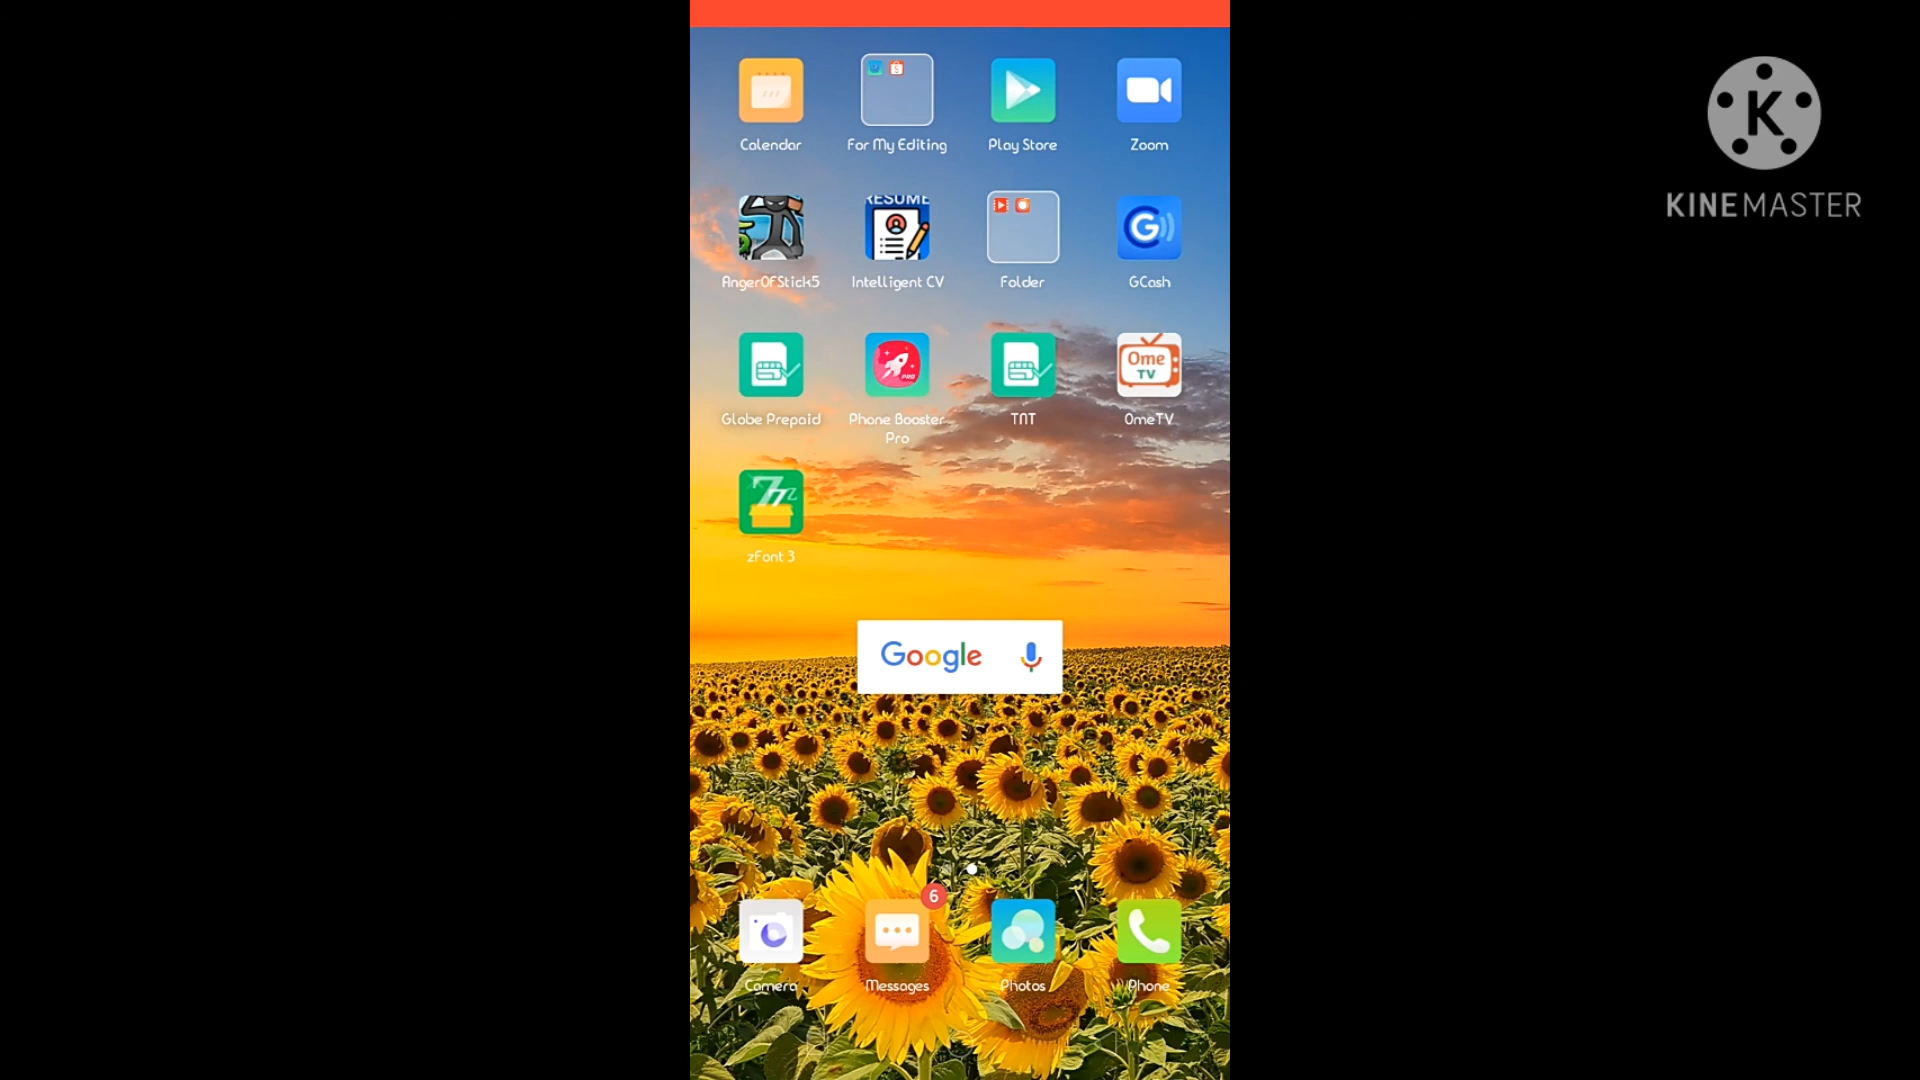 Calendar
For My Editing
Play Store
Zoom
K
KINEMASTER
RESUME
AngerOfStick5
Intelligent CV
Folder
G
GCash
PRO
Ome
TV
Globe Prepaid
Phone Booster
Pro
TNT
OmeTV
zFont 3
Google
6
Camera
Messages
Photos
Phone